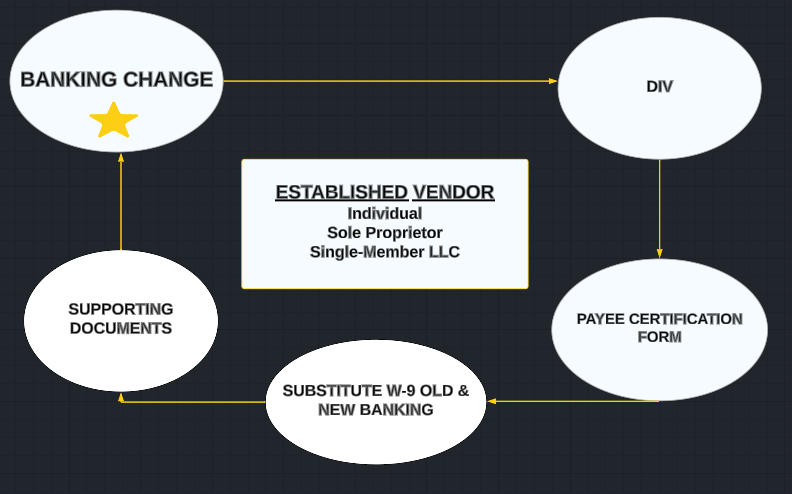 BANKING CHANGE
DIV
ESTABLISHED VENDOR
Individual
Sole Proprietor
Single-Member LLC
PAYEE CERTIFICATION
FORM
SUBSTITUTE W-9 OLD &
NEW BANKING
SUPPORTING
DOCUMENTS